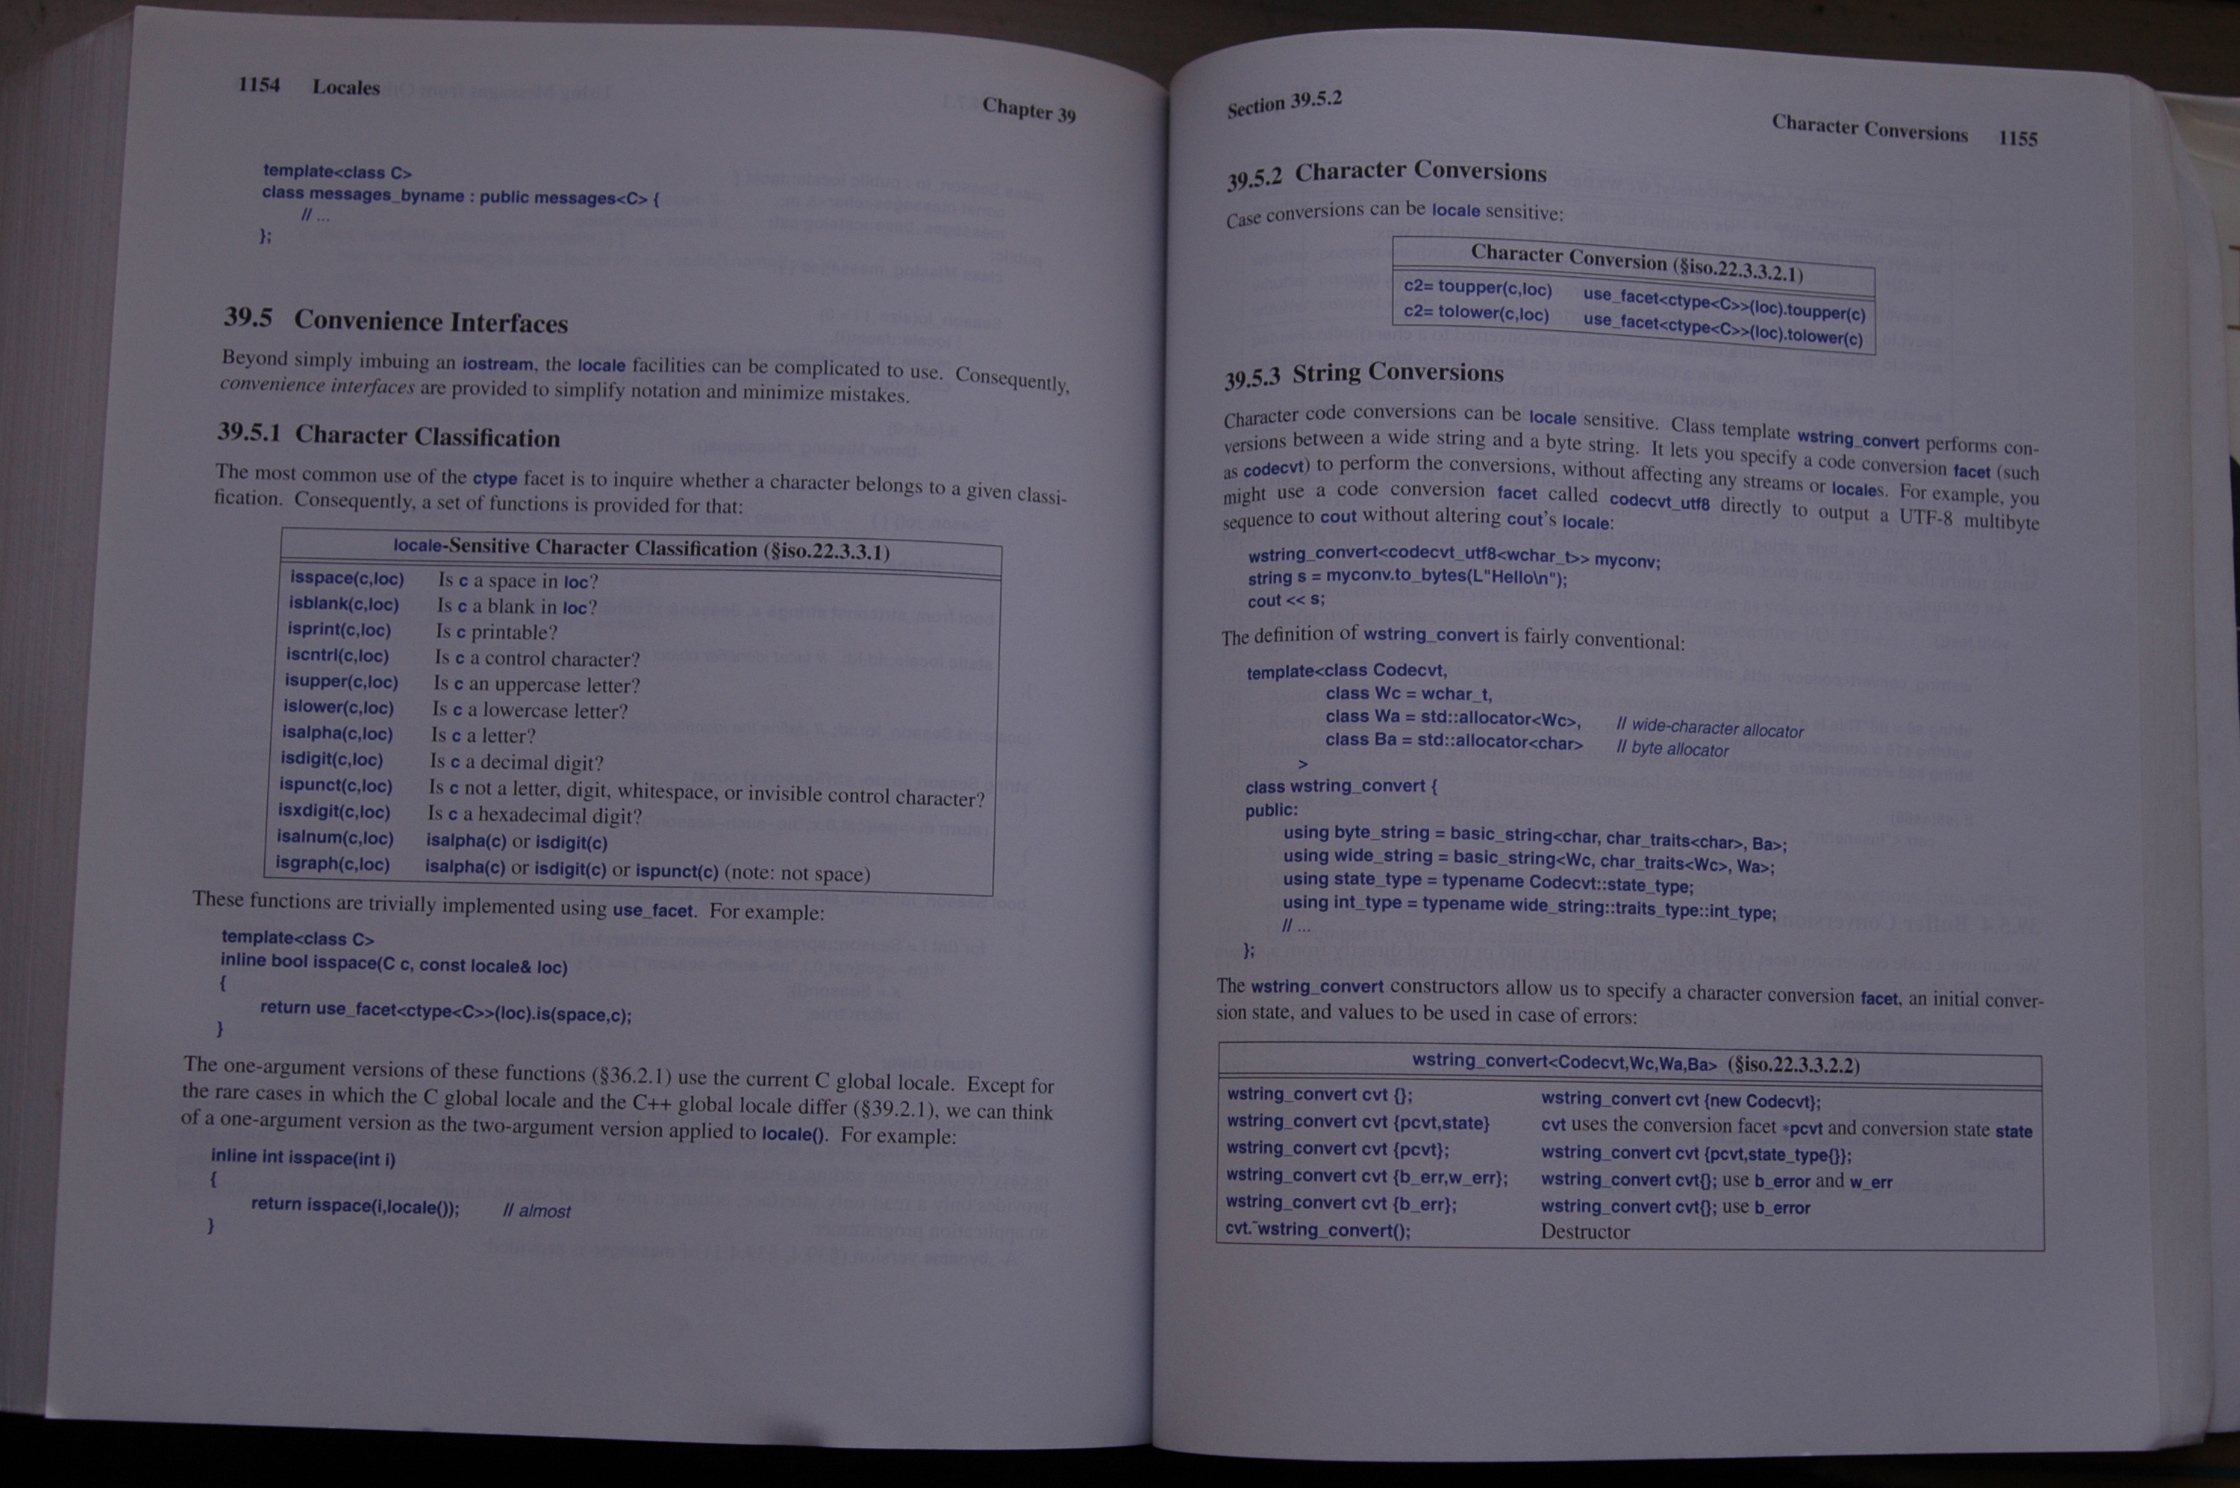 1154 Locales Chapter 39
template<class C>
class messages_byname : public messages<C> {
// ...
};
39.5 Convenience Interfaces
Beyond simply imbuing an iostream, the locale facilities can be complicated to use. Consequently,
convenience interfaces are provided to simplify notation and minimize mistakes.
39.5.1 Character Classification
The most common use of the ctype facet is to inquire whether a character belongs to a given classi-
fication. Consequently, a set of functions is provided for that:
locale-Sensitive Character Classification (§iso.22.3.3.1)
isspace(c,loc) Is c a space in loc?
isblank(c,loc) Is c a blank in loc?
isprint(c,loc) Is c printable?
iscntrl(c,loc) Is c a control character?
isupper(c,loc) Is c an uppercase letter?
islower(c,loc) Is c a lowercase letter?
isalpha(c,loc) Is c a letter?
isdigit(c,loc) Is c a decimal digit?
ispunct(c,loc) Is c not a letter, digit, whitespace, or invisible control character?
isxdigit(c,loc) Is c a hexadecimal digit?
isalnum(c,loc) isalpha(c) or isdigit(c)
isgraph(c,loc) isalpha(c) or isdigit(c) or ispunct(c) (note: not space)
These functions are trivially implemented using use_facet. For example:
template<class C>
inline bool isspace(C c, const locale& loc)
{
return use_facet<ctype<C>>(loc).is(space,c);
}
The one-argument versions of these functions (§36.2.1) use the current C global locale. Except for
the rare cases in which the C global locale and the C++ global locale differ (§39.2.1), we can think
of a one-argument version as the two-argument version applied to locale(). For example:
inline int isspace(int i)
{
return isspace(i,locale()); // almost
}
Section 39.5.2 Character Conversions 1155
39.5.2 Character Conversions
Case conversions can be locale sensitive:
Character Conversion (§iso.22.3.3.2.1)
c2= toupper(c,loc) use_facet<ctype<C>>(loc).toupper(c)
c2= tolower(c,loc) use_facet<ctype<C>>(loc).tolower(c)
39.5.3 String Conversions
Character code conversions can be locale sensitive. Class template wstring_convert performs con-
versions between a wide string and a byte string. It lets you specify a code conversion facet (such
as codecvt) to perform the conversions, without affecting any streams or locales. For example, you
might use a code conversion facet called codecvt_utf8 directly to output a UTF-8 multibyte
sequence to cout without altering cout's locale:
wstring_convert<codecvt_utf8<wchar_t>> myconv;
string s = myconv.to_bytes(L"Hello\n");
cout << s;
The definition of wstring_convert is fairly conventional:
template<class Codecvt,
class Wc = wchar_t,
class Wa = std::allocator<Wc>, // wide-character allocator
class Ba = std::allocator<char> // byte allocator
>
class wstring_convert {
public:
using byte_string = basic_string<char, char_traits<char>, Ba>;
using wide_string = basic_string<Wc, char_traits<Wc>, Wa>;
using state_type = typename Codecvt::state_type;
using int_type = typename wide_string::traits_type::int_type;
// ...
};
The wstring_convert constructors allow us to specify a character conversion facet, an initial conver-
sion state, and values to be used in case of errors:
wstring_convert<Codecvt,Wc,Wa,Ba> (§iso.22.3.3.2.2)
wstring_convert cvt {}; wstring_convert cvt {new Codecvt};
wstring_convert cvt {pcvt,state} cvt uses the conversion facet *pcvt and conversion state state
wstring_convert cvt {pcvt}; wstring_convert cvt {pcvt,state_type{}};
wstring_convert cvt {b_err,w_err}; wstring_convert cvt{}; use b_error and w_err
wstring_convert cvt {b_err}; wstring_convert cvt{}; use b_error
cvt.~wstring_convert(); Destructor